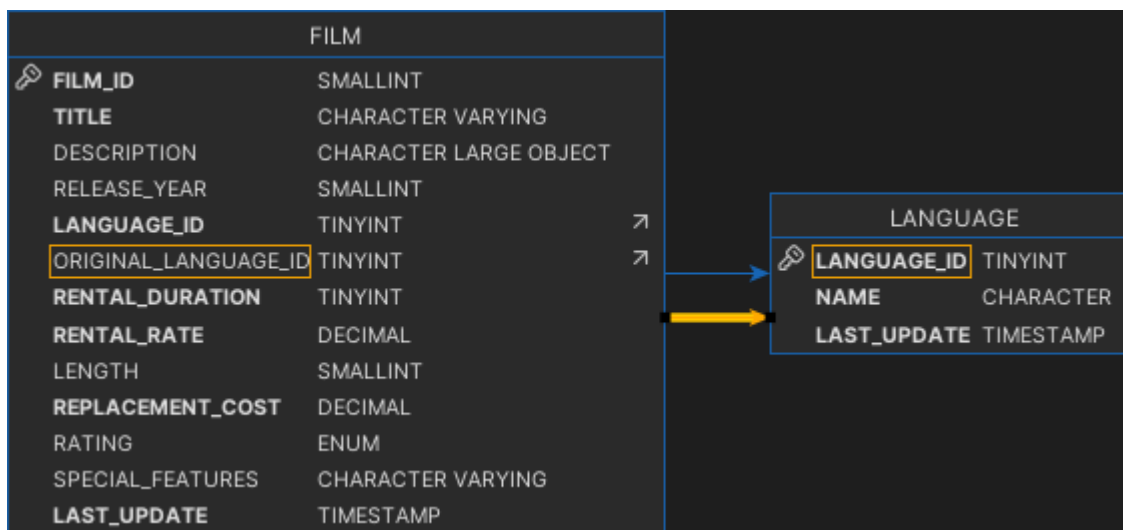 FILM
FILM_ID SMALLINT
TITLE CHARACTER VARYING
DESCRIPTION CHARACTER LARGE OBJECT
RELEASE_YEAR SMALLINT
LANGUAGE_ID TINYINT
ORIGINAL_LANGUAGE_ID TINYINT
RENTAL_DURATION TINYINT
RENTAL_RATE DECIMAL
LENGTH SMALLINT
REPLACEMENT_COST DECIMAL
RATING ENUM
SPECIAL_FEATURES CHARACTER VARYING
LAST_UPDATE TIMESTAMP
LANGUAGE
LANGUAGE_ID TINYINT
NAME CHARACTER
LAST_UPDATE TIMESTAMP